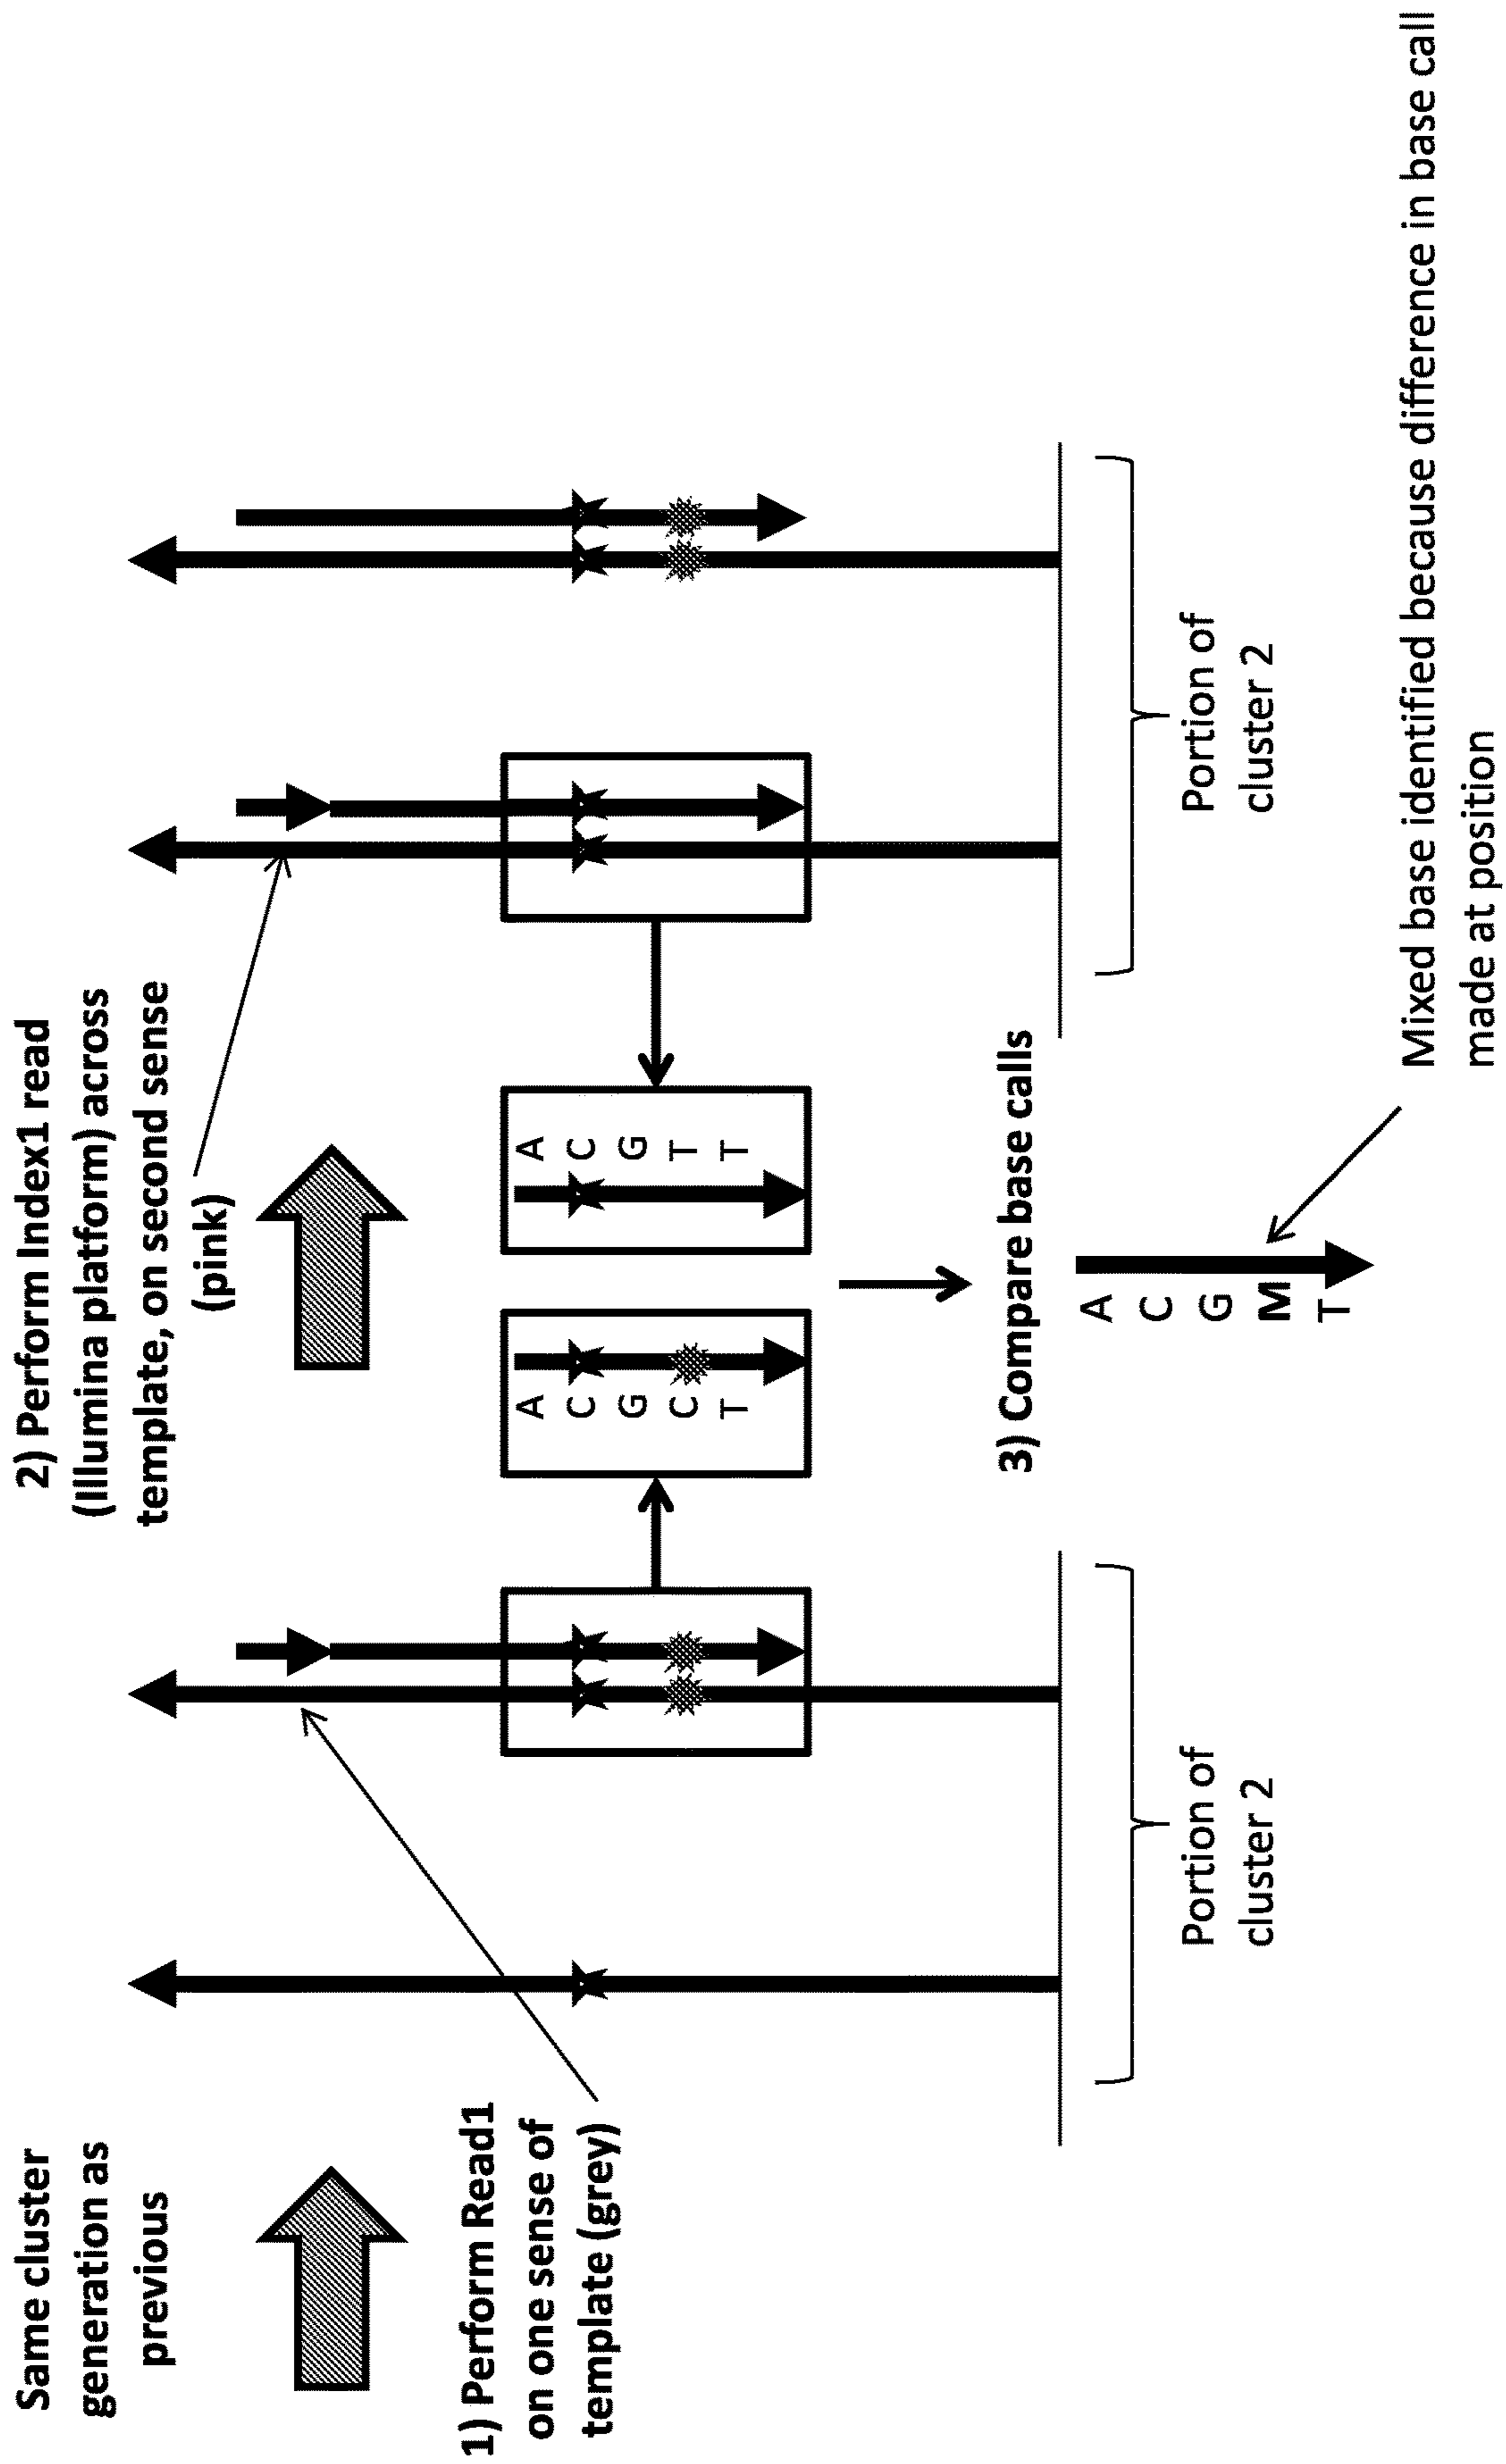 Same cluster
generation as
previous
1) Perform Read1
on one sense of
template (grey)
2) Perform Index1 read
(Illumina platform) across
template, on second sense
(pink)
A
C
G
C
T
A
C
G
T
T
3) Compare base calls
A
C
G
M
T
Portion of
cluster 2
Portion of
cluster 2
Mixed base identified because difference in base call
made at position